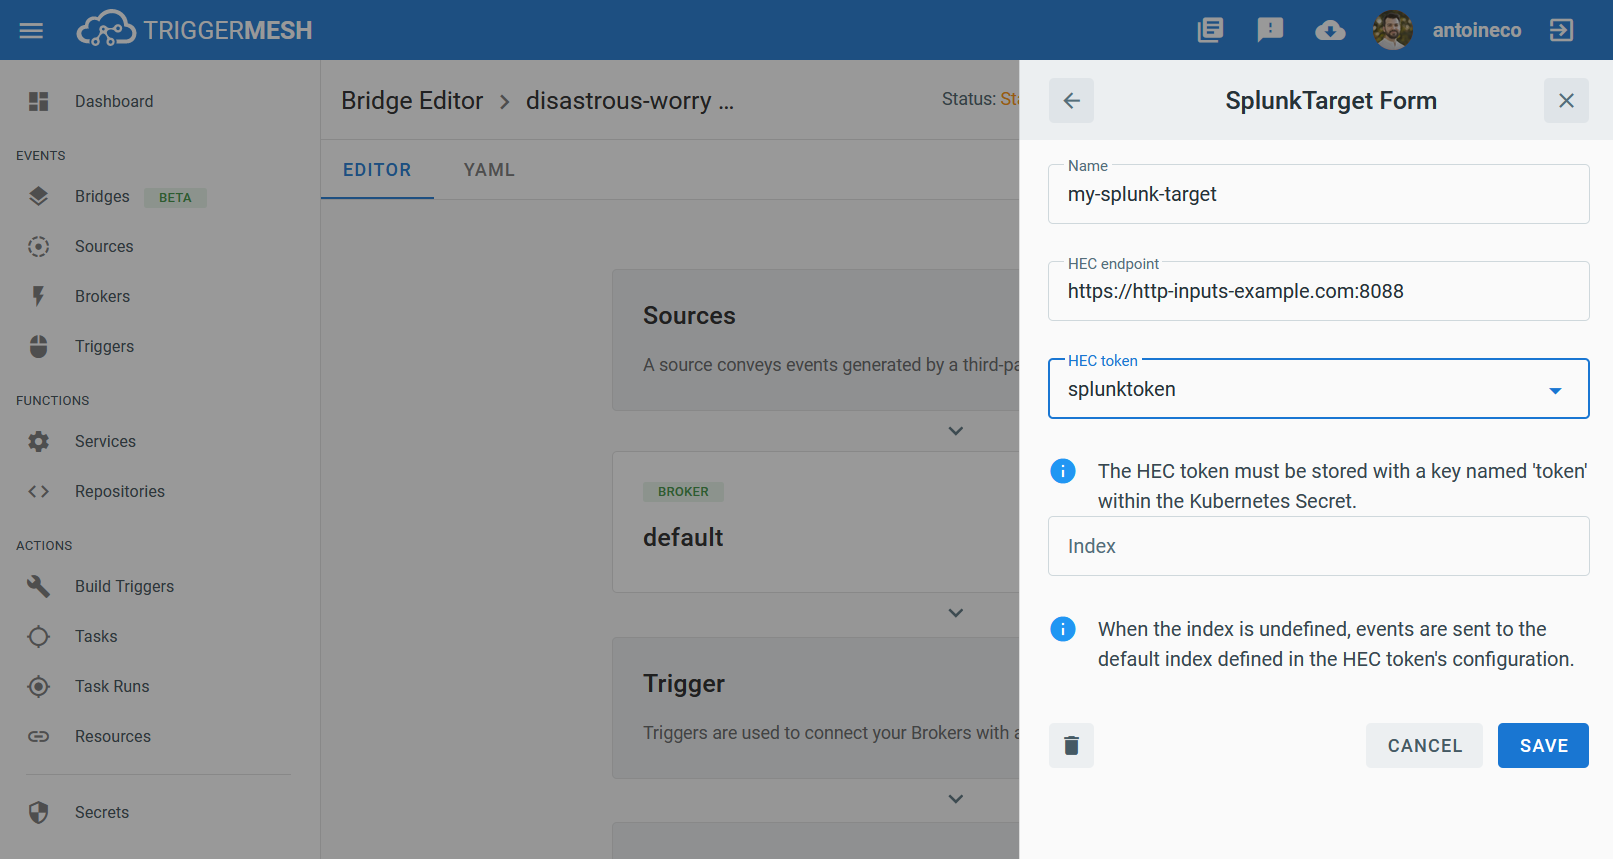 TRIGGERMESH
antoineco
Dashboard
EVENTS
Bridges BETA
Sources
Brokers
Triggers
FUNCTIONS
Services
Repositories
ACTIONS
Build Triggers
Tasks
Task Runs
Resources
Secrets
Bridge Editor > disastrous-worry ...
Status:
EDITOR YAML
Sources
A source conveys events generated by a third-pa
BROKER
default
Trigger
Triggers are used to connect your Brokers with a
SplunkTarget Form
Name
my-splunk-target
HEC endpoint
https://http-inputs-example.com:8088
HEC token
splunktoken
The HEC token must be stored with a key named 'token'
within the Kubernetes Secret.
Index
When the index is undefined, events are sent to the
default index defined in the HEC token's configuration.
CANCEL SAVE